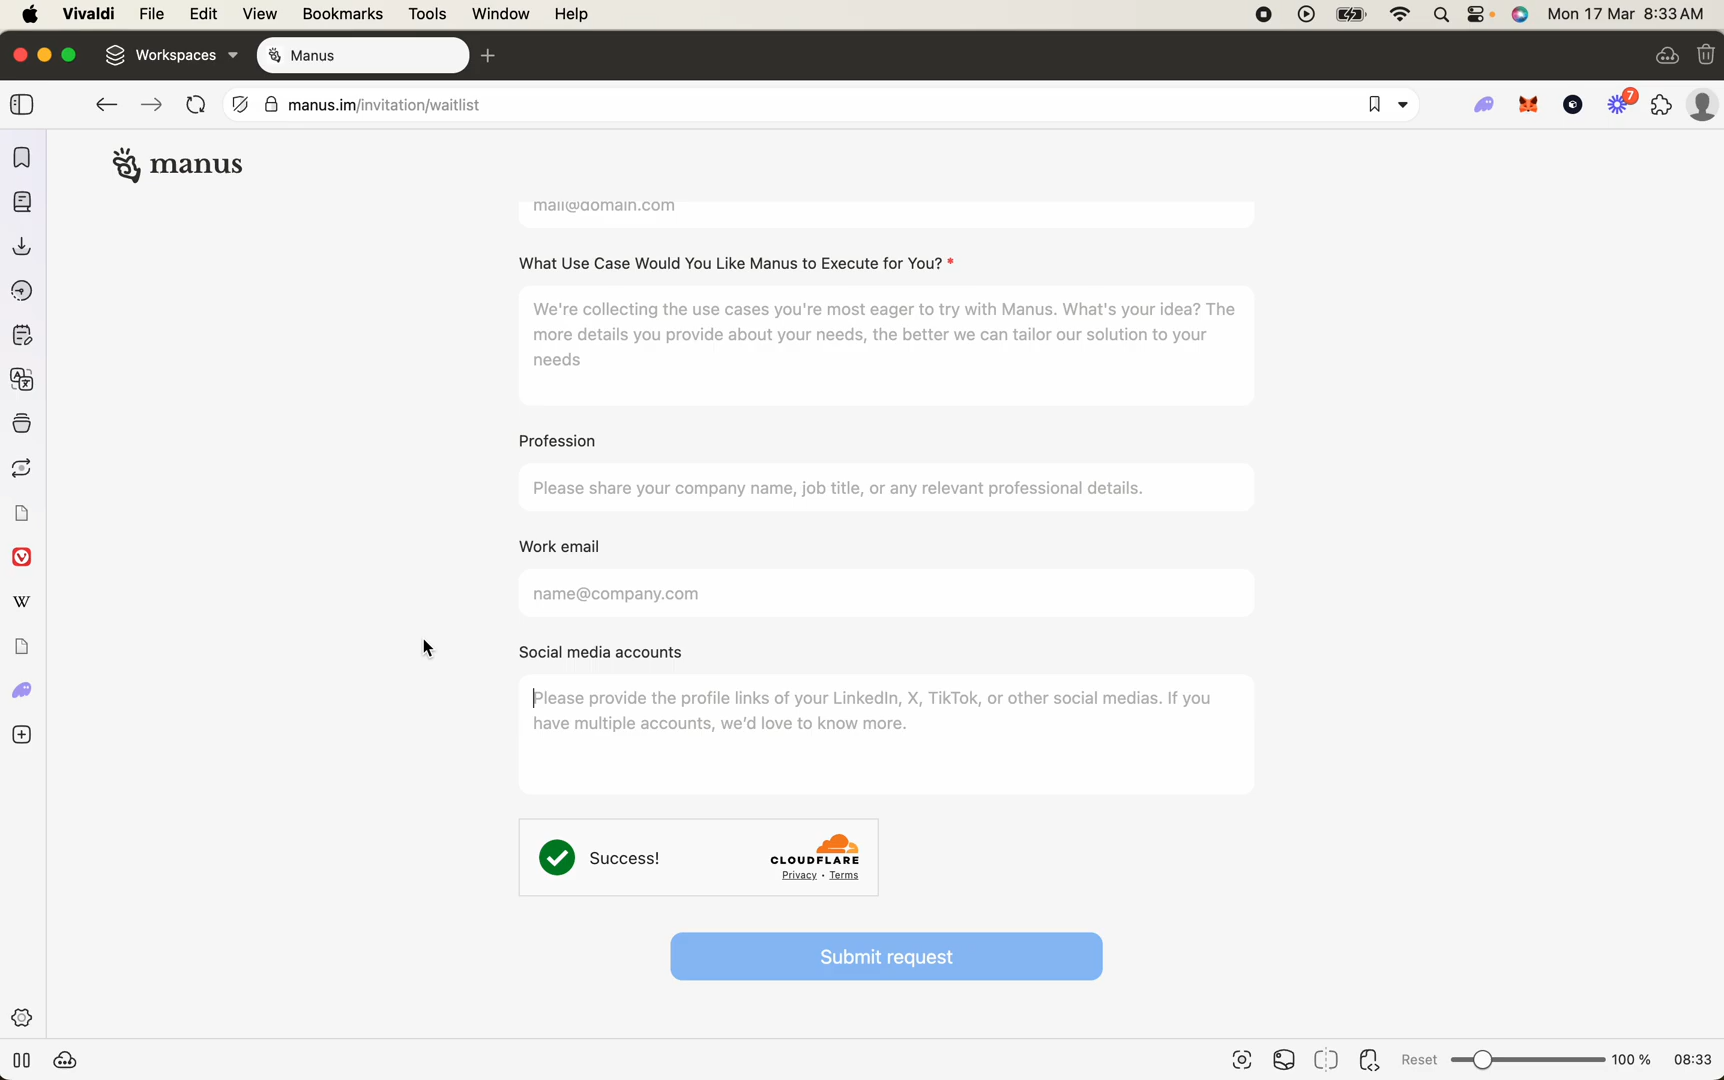 Vivaldi File Edit View Bookmarks Tools Window Help Mon 17 Mar 8:33 AM
Workspaces Manus
manus.im/invitation/waitlist 7
manus
mail@domain.com
What Use Case Would You Like Manus to Execute for You? *
We're collecting the use cases you're most eager to try with Manus. What's your idea? The
more details you provide about your needs, the better we can tailor our solution to your
needs
Profession
Please share your company name, job title, or any relevant professional details.
Work email
name@company.com
W
Social media accounts
Please provide the profile links of your LinkedIn, X, TikTok, or other social medias. If you
have multiple accounts, we'd love to know more.
Success!
CLOUDFLARE
Privacy • Terms
Submit request
Reset 100 % 08:33